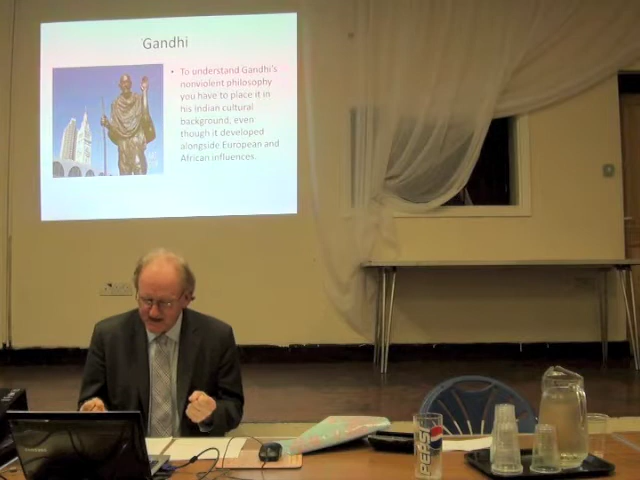 Gandhi
• To understand Gandhi's
nonviolent philosophy
you have to place it in
his Indian cultural
background, even
though it developed
alongside European and
African influences.
PEPSI